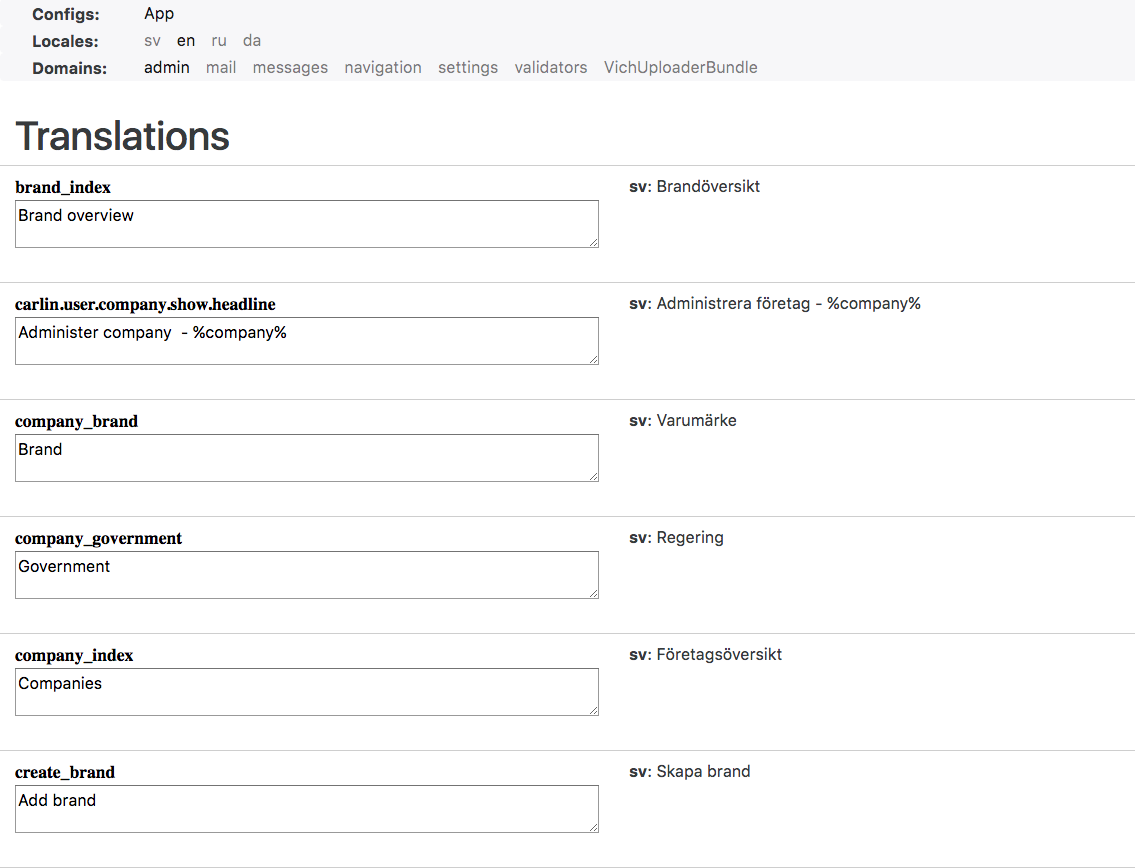 Configs: App
Locales: sv en ru da
Domains: admin mail messages navigation settings validators VichUploaderBundle
Translations
brand_index
sv: Brandöversikt
Brand overview
carlin.user.company.show.headline
sv: Administrera företag - %company%
Administer company  - %company%
company_brand
sv: Varumärke
Brand
company_government
sv: Regering
Government
company_index
sv: Företagsöversikt
Companies
create_brand
sv: Skapa brand
Add brand